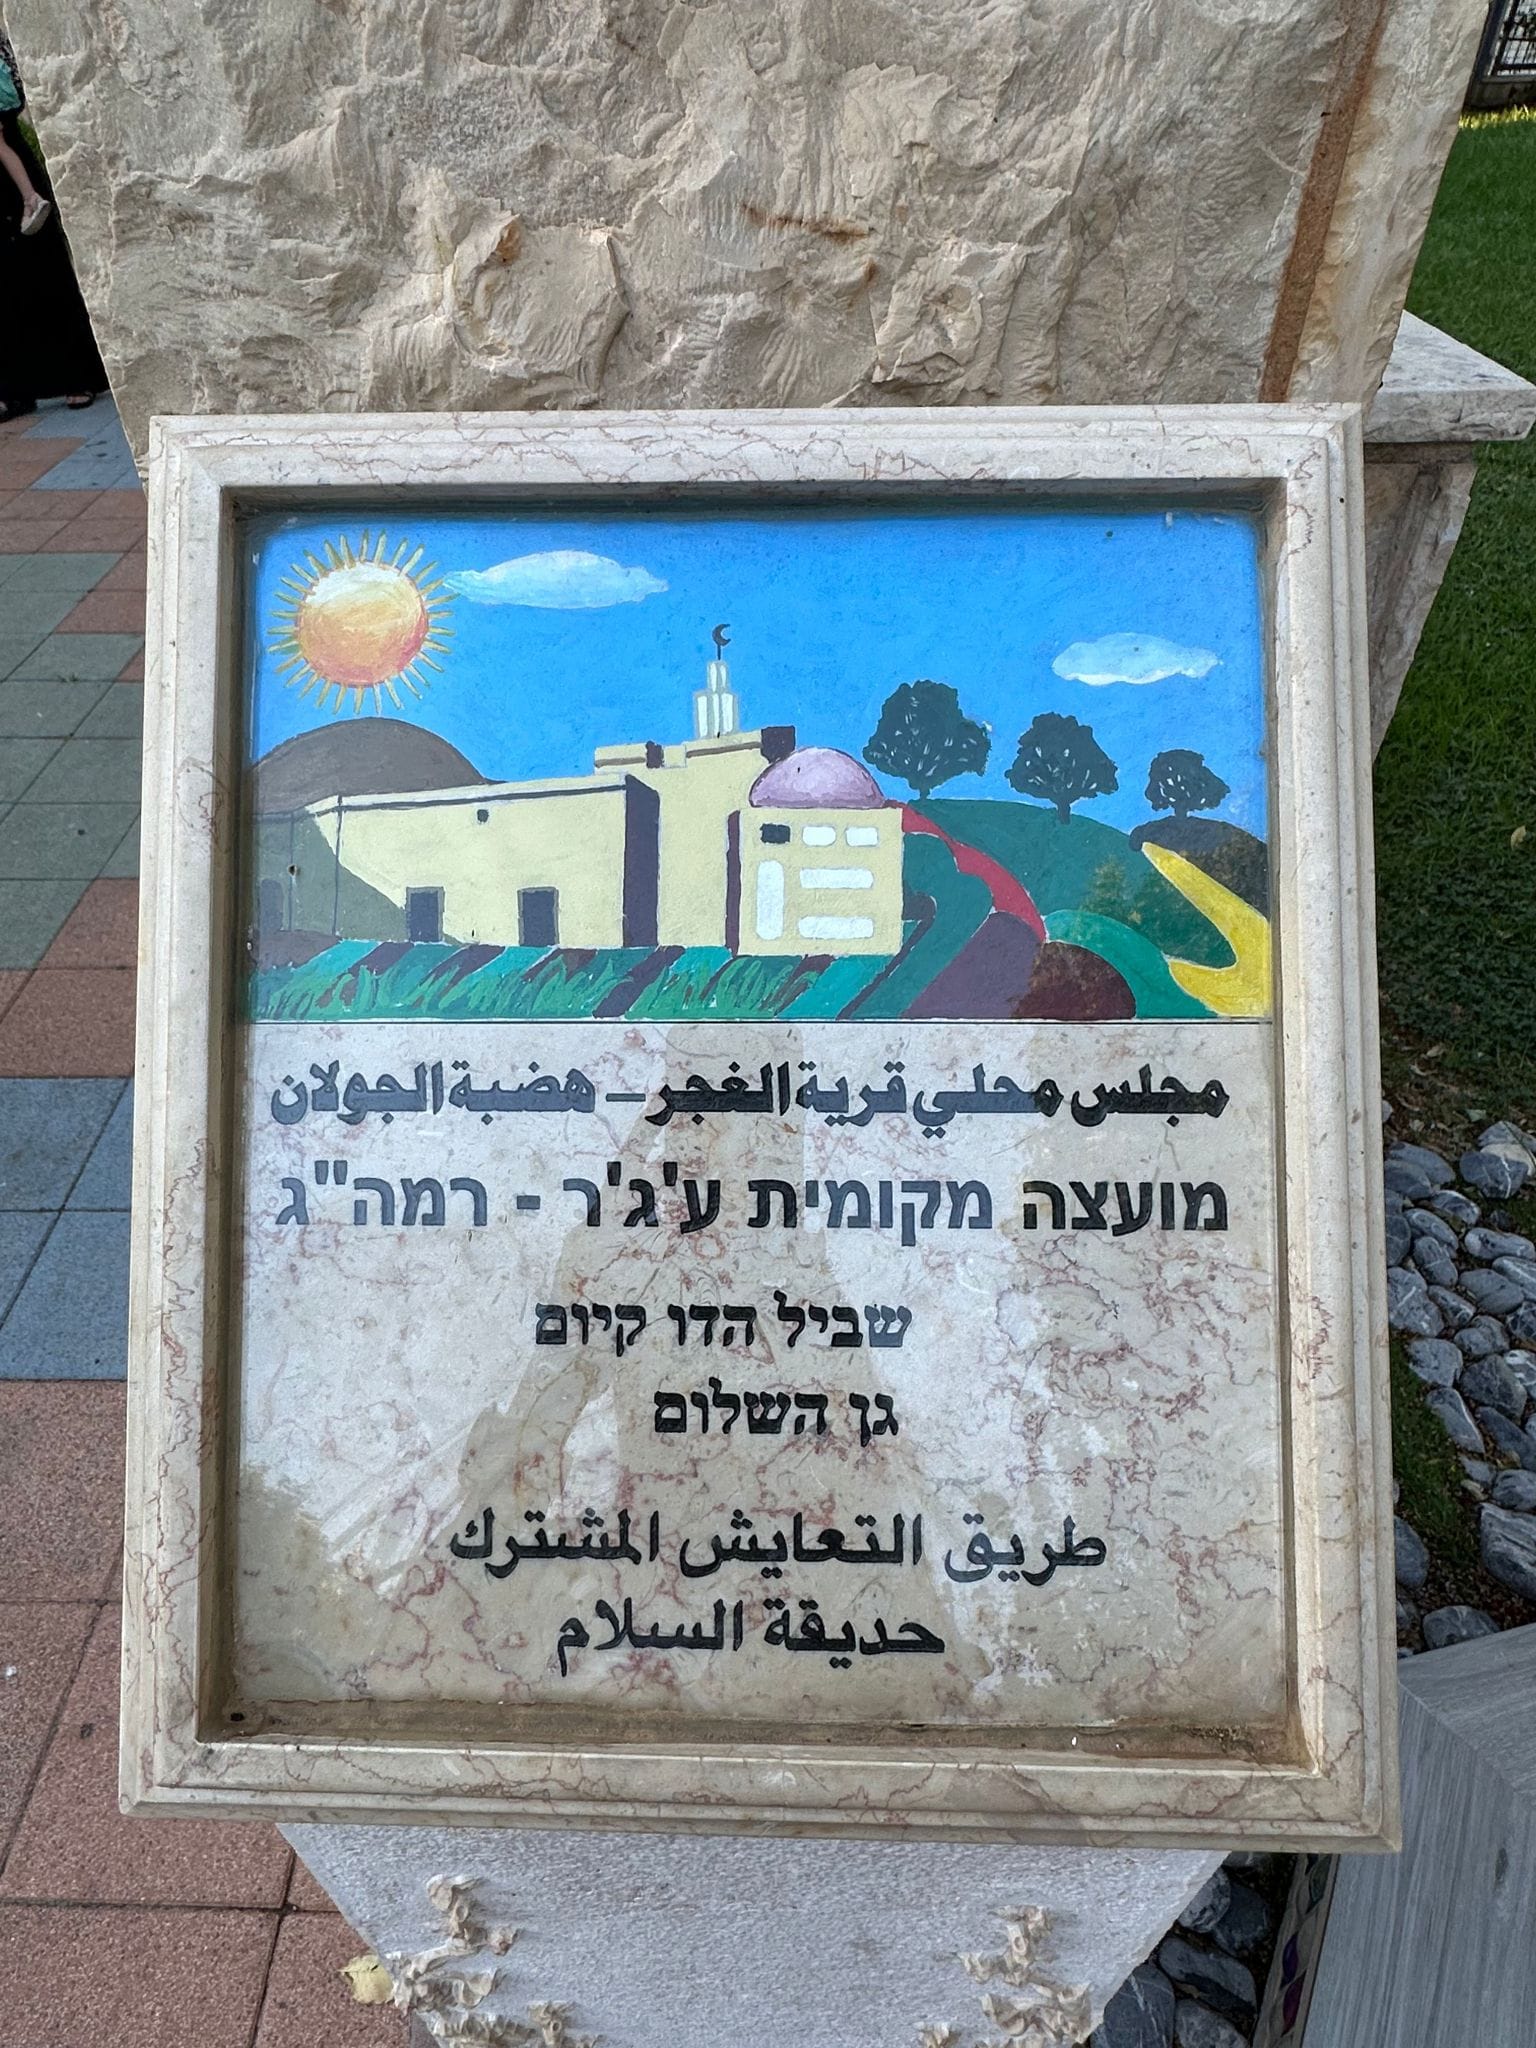 مجلس محلي قرية الغجر – هضبة الجولان
מועצה מקומית ע'ג'ר - רמה"ג
שביל הדו קיום
גן השלום
طريق التعايش المشترك
حديقة السلام